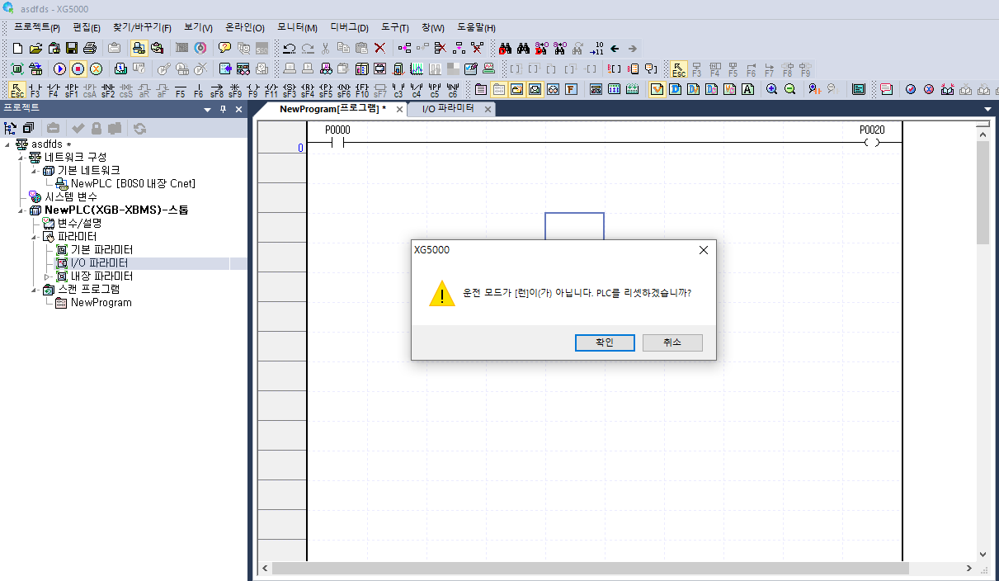 asdfds - XG5000
프로젝트(P) 편집(E) 찾기/바꾸기(F) 보기(V) 온라인(O) 모니터(M) 디버그(D) 도구(T) 창(W) 도움말(H)
Esc F3 F4 F5 F6 F7 F8 F9
Esc F3 F4 sF1 csA sF2 csS aR aF F5 F6 sF8 sF9 F9 F11 sF3 sF4 sF5 sF6 F10 sF7 c3 c4 c5 c6
프로젝트
NewProgram[프로그램] *
I/O 파라미터
asdfds *
네트워크 구성
기본 네트워크
NewPLC [B0S0 내장 Cnet]
시스템 변수
NewPLC(XGB-XBMS)-스톱
변수/설명
파라미터
기본 파라미터
I/O 파라미터
내장 파라미터
스캔 프로그램
NewProgram
P0000
P0020
0
XG5000
운전 모드가 [런]이(가) 아닙니다. PLC를 리셋하겠습니까?
확인
취소